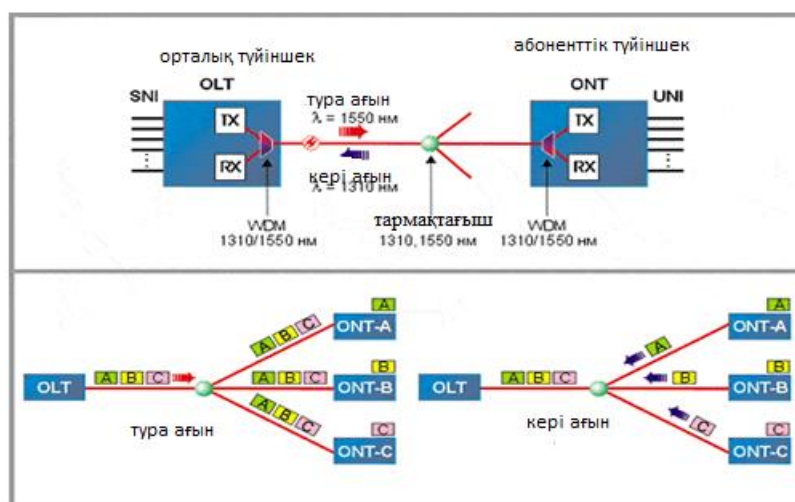 орталық түйіншек
абоненттік түйіншек
OLT
ONT
SNI
UNI
TX
RX
тура ағын
λ = 1550 нм
кері ағын
λ = 1310 нм
TX
RX
WDM
1310/1550 нм
тармақтағыш
1310,1550 нм
WDM
1310/1550 нм
OLT
A B C
A B C
A B C
A B C
A
ONT-A
B
ONT-B
C
ONT-C
тура ағын
OLT
A B C
A
B
C
A
ONT-A
B
ONT-B
C
ONT-C
кері ағын